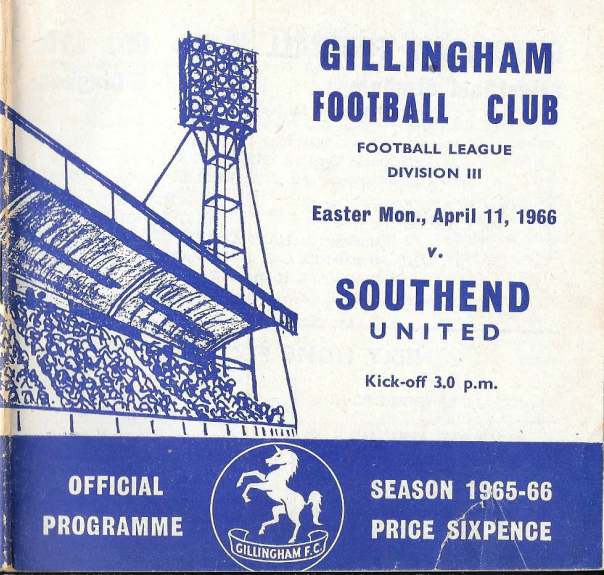 GILLINGHAM
FOOTBALL CLUB
FOOTBALL LEAGUE
DIVISION III
Easter Mon., April 11, 1966
v.
SOUTHEND
UNITED
Kick-off 3.0 p.m.
OFFICIAL
PROGRAMME
GILLINGHAM F.C.
SEASON 1965-66
PRICE SIXPENCE